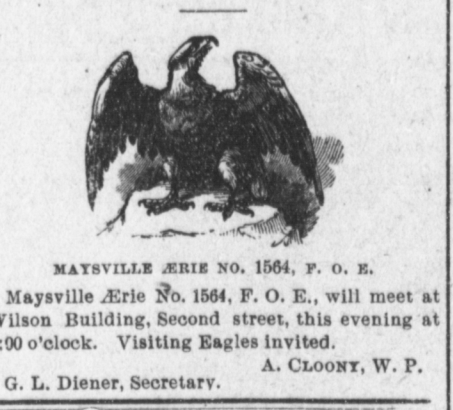 MAYSVILLE ÆRIE NO. 1564, F. O. E.
Maysville Ærie No. 1564, F. O. E., will meet at
Wilson Building, Second street, this evening at
:00 o'clock. Visiting Eagles invited.
A. CLOONY, W. P.
G. L. Diener, Secretary.